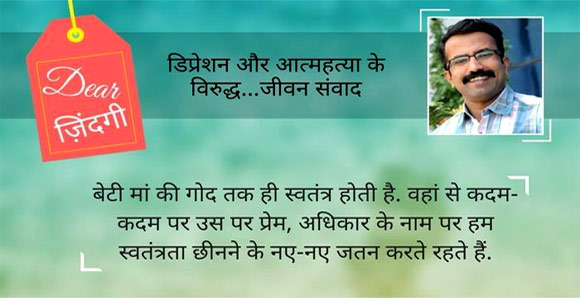 Dear
ज़िंदगी
डिप्रेशन और आत्महत्या के
विरुद्ध...जीवन संवाद
बेटी मां की गोद तक ही स्वतंत्र होती है. वहां से कदम-
कदम पर उस पर प्रेम, अधिकार के नाम पर हम
स्वतंत्रता छीनने के नए-नए जतन करते रहते हैं.